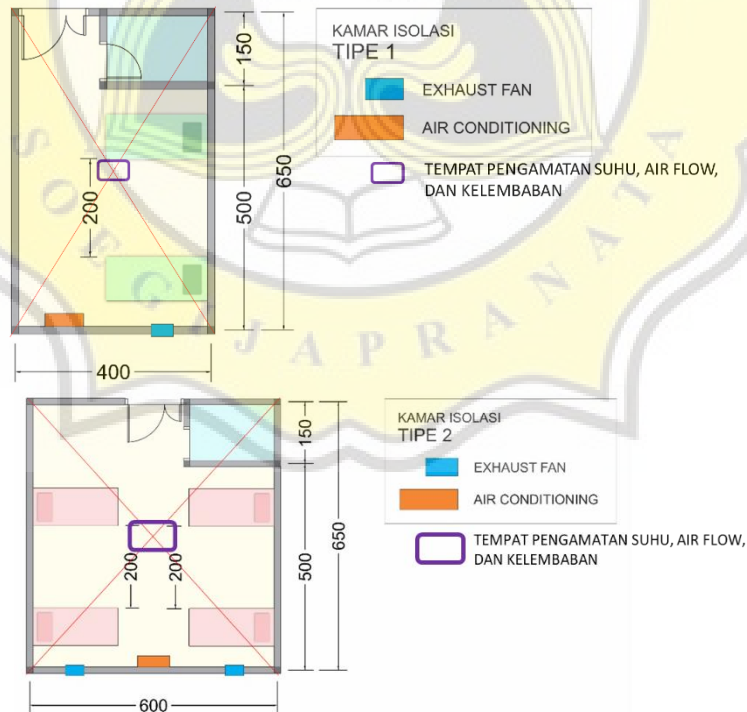 KAMAR ISOLASI
TIPE 1
EXHAUST FAN
AIR CONDITIONING
TEMPAT PENGAMATAN SUHU, AIR FLOW,
DAN KELEMBABAN
150
200
500
650
400
SOEGIJAPRANATA
KAMAR ISOLASI
TIPE 2
EXHAUST FAN
AIR CONDITIONING
TEMPAT PENGAMATAN SUHU, AIR FLOW,
DAN KELEMBABAN
150
200
200
500
650
600